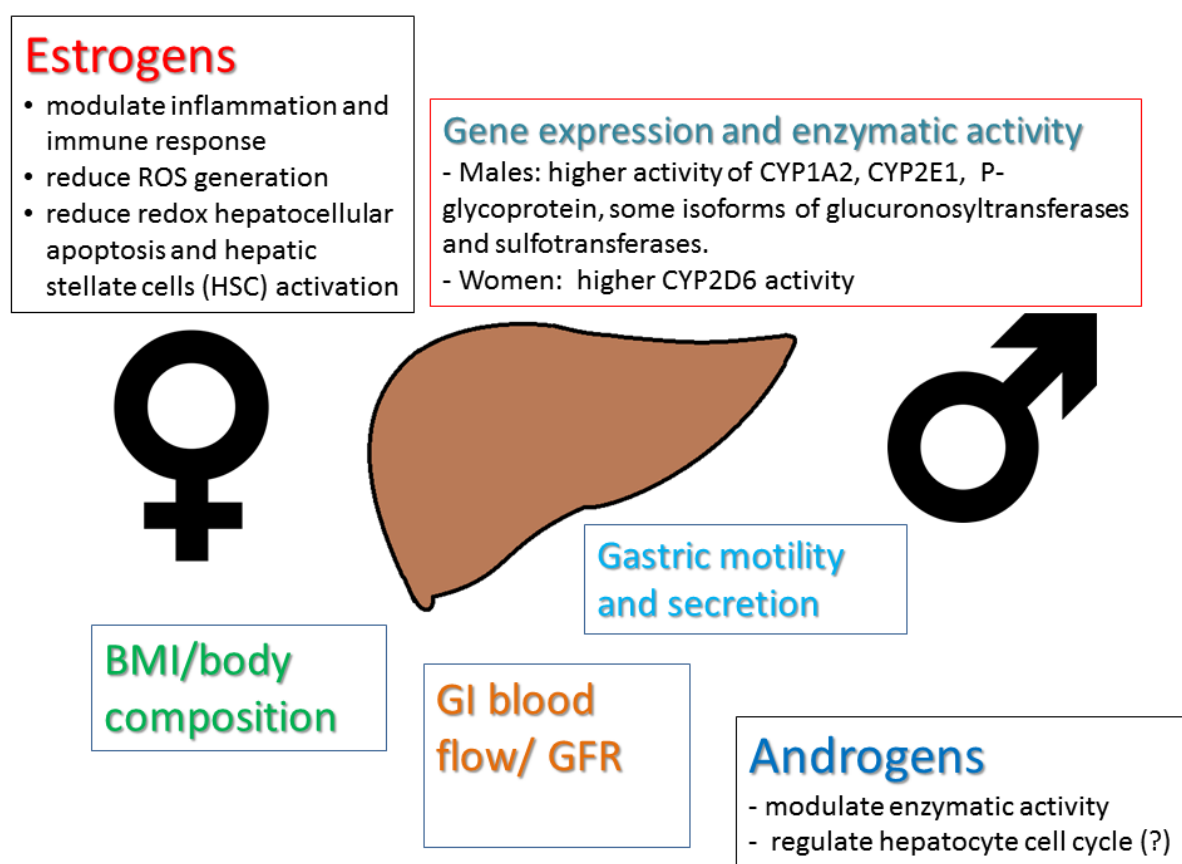 Estrogens
• modulate inflammation and
immune response
• reduce ROS generation
• reduce redox hepatocellular
apoptosis and hepatic
stellate cells (HSC) activation
Gene expression and enzymatic activity
- Males: higher activity of CYP1A2, CYP2E1, P-
glycoprotein, some isoforms of glucuronosyltransferases
and sulfotransferases.
- Women: higher CYP2D6 activity
Gastric motility
and secretion
BMI/body
composition
GI blood
flow/ GFR
Androgens
- modulate enzymatic activity
- regulate hepatocyte cell cycle (?)